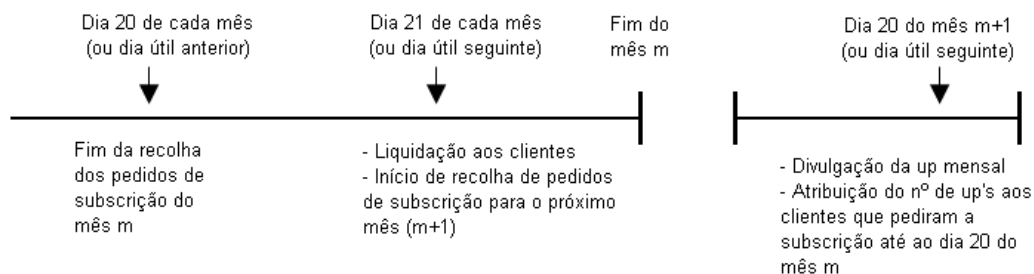 Dia 20 de cada mês
(ou dia útil anterior)
Dia 21 de cada mês
(ou dia útil seguinte)
Fim do
mês m
Dia 20 do mês m+1
(ou dia útil seguinte)
Fim da recolha
dos pedidos de
subscrição do
mês m
- Liquidação aos clientes
- Início de recolha de pedidos
de subscrição para o próximo
mês (m+1)
- Divulgação da up mensal
- Atribuição do nº de up's aos
clientes que pediram a
subscrição até ao dia 20 do
mês m